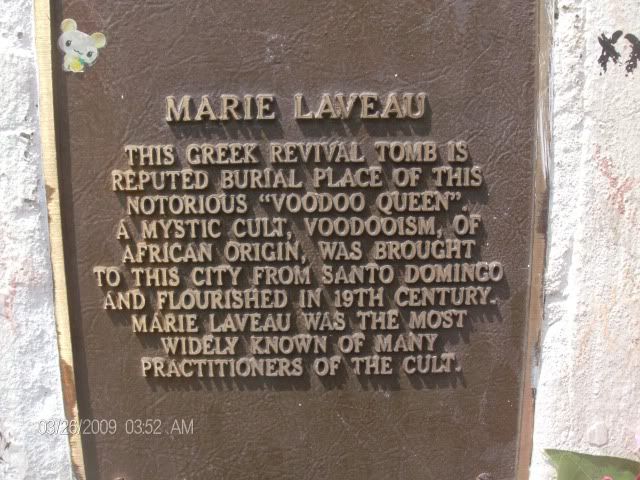 MARIE LAVEAU
THIS GREEK REVIVAL TOMB IS
REPUTED BURIAL PLACE OF THIS
NOTORIOUS "VOODOO QUEEN".
A MYSTIC CULT, VOODOOISM, OF
AFRICAN ORIGIN, WAS BROUGHT
TO THIS CITY FROM SANTO DOMINGO
AND FLOURISHED IN 19TH CENTURY.
MARIE LAVEAU WAS THE MOST
WIDELY KNOWN OF MANY
PRACTITIONERS OF THE CULT.
03/26/2009 03:52 AM
XX